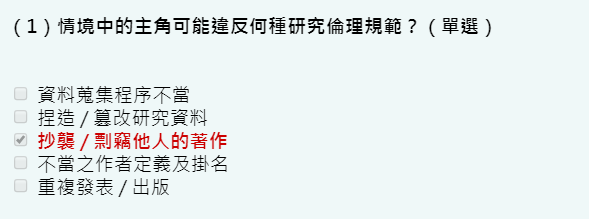 （1）情境中的主角可能違反何種研究倫理規範？（單選）
資料蒐集程序不當
捏造 / 篡改研究資料
抄襲 / 剽竊他人的著作
不當之作者定義及掛名
重複發表 / 出版